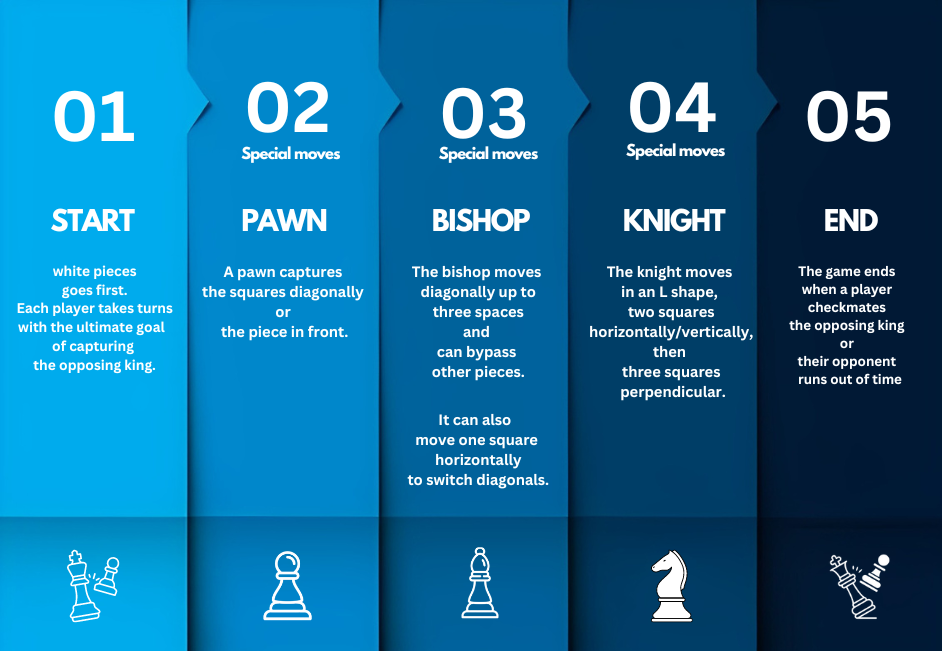 01
START
white pieces
goes first.
Each player takes turns
with the ultimate goal
of capturing
the opposing king.
02
Special moves
PAWN
A pawn captures
the squares diagonally
or
the piece in front.
03
Special moves
BISHOP
The bishop moves
diagonally up to
three spaces
and
can bypass
other pieces.
It can also
move one square
horizontally
to switch diagonals.
04
Special moves
KNIGHT
The knight moves
in an L shape,
two squares
horizontally/vertically,
then
three squares
perpendicular.
05
END
The game ends
when a player
checkmates
the opposing king
or
their opponent
runs out of time